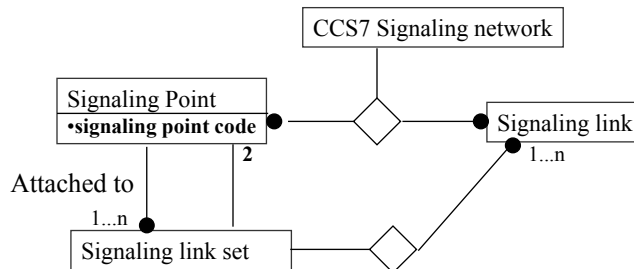 CCS7 Signaling network
Signaling Point
•signaling point code
Signaling link
2
1...n
Attached to
1...n
Signaling link set